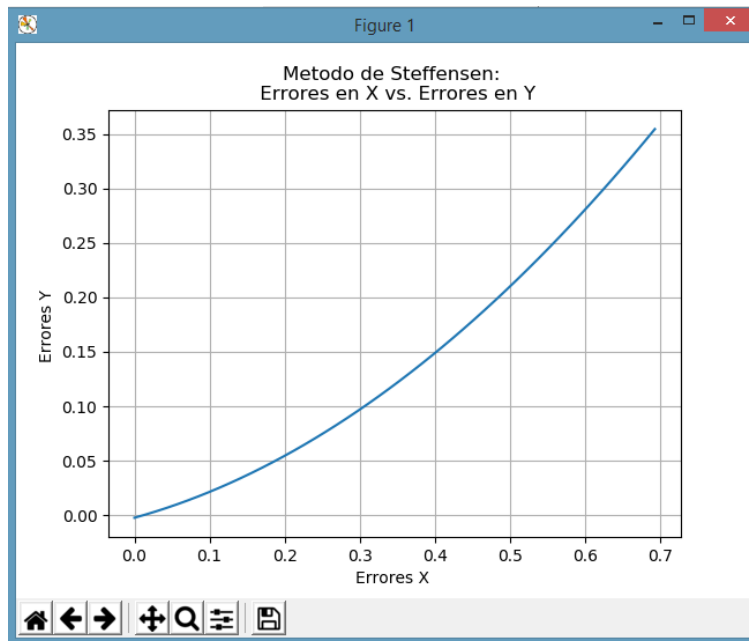 Figure 1
Metodo de Steffensen:
Errores en X vs. Errores en Y
0.35
0.30
0.25
0.20
0.15
0.10
0.05
0.00
Errores Y
0.0 0.1 0.2 0.3 0.4 0.5 0.6 0.7
Errores X